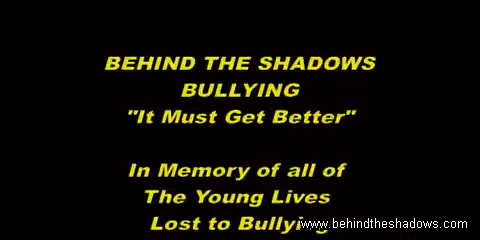 BEHIND THE SHADOWS
BULLYING
"It Must Get Better"
In Memory of all of
The Young Lives
Lost to Bullying
www.behindtheshadows.com